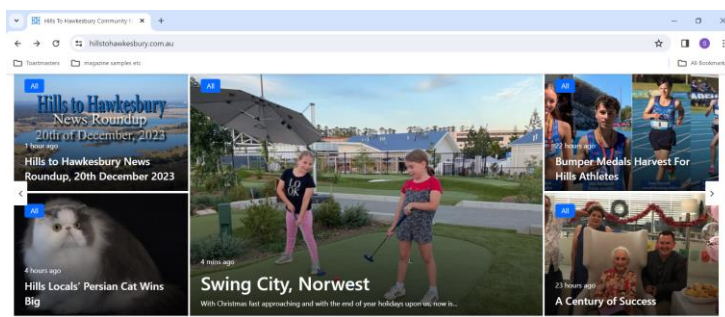 Hills To Hawkesbury Community
hillstohawkesbury.com.au
Toastmasters
magazine samples etc
All Bookmark
All
Hills to Hawkesbury
News Roundup
20th of December, 2023
1 hour ago
Hills to Hawkesbury News
Roundup, 20th December 2023
All
4 hours ago
Hills Locals' Persian Cat Wins
Big
All
LO
OK
4 mins ago
Swing City, Norwest
With Christmas fast approaching and with the end of year holidays upon us, now is...
All
22 hours ago
Bumper Medals Harvest For
Hills Athletes
All
23 hours ago
A Century of Success